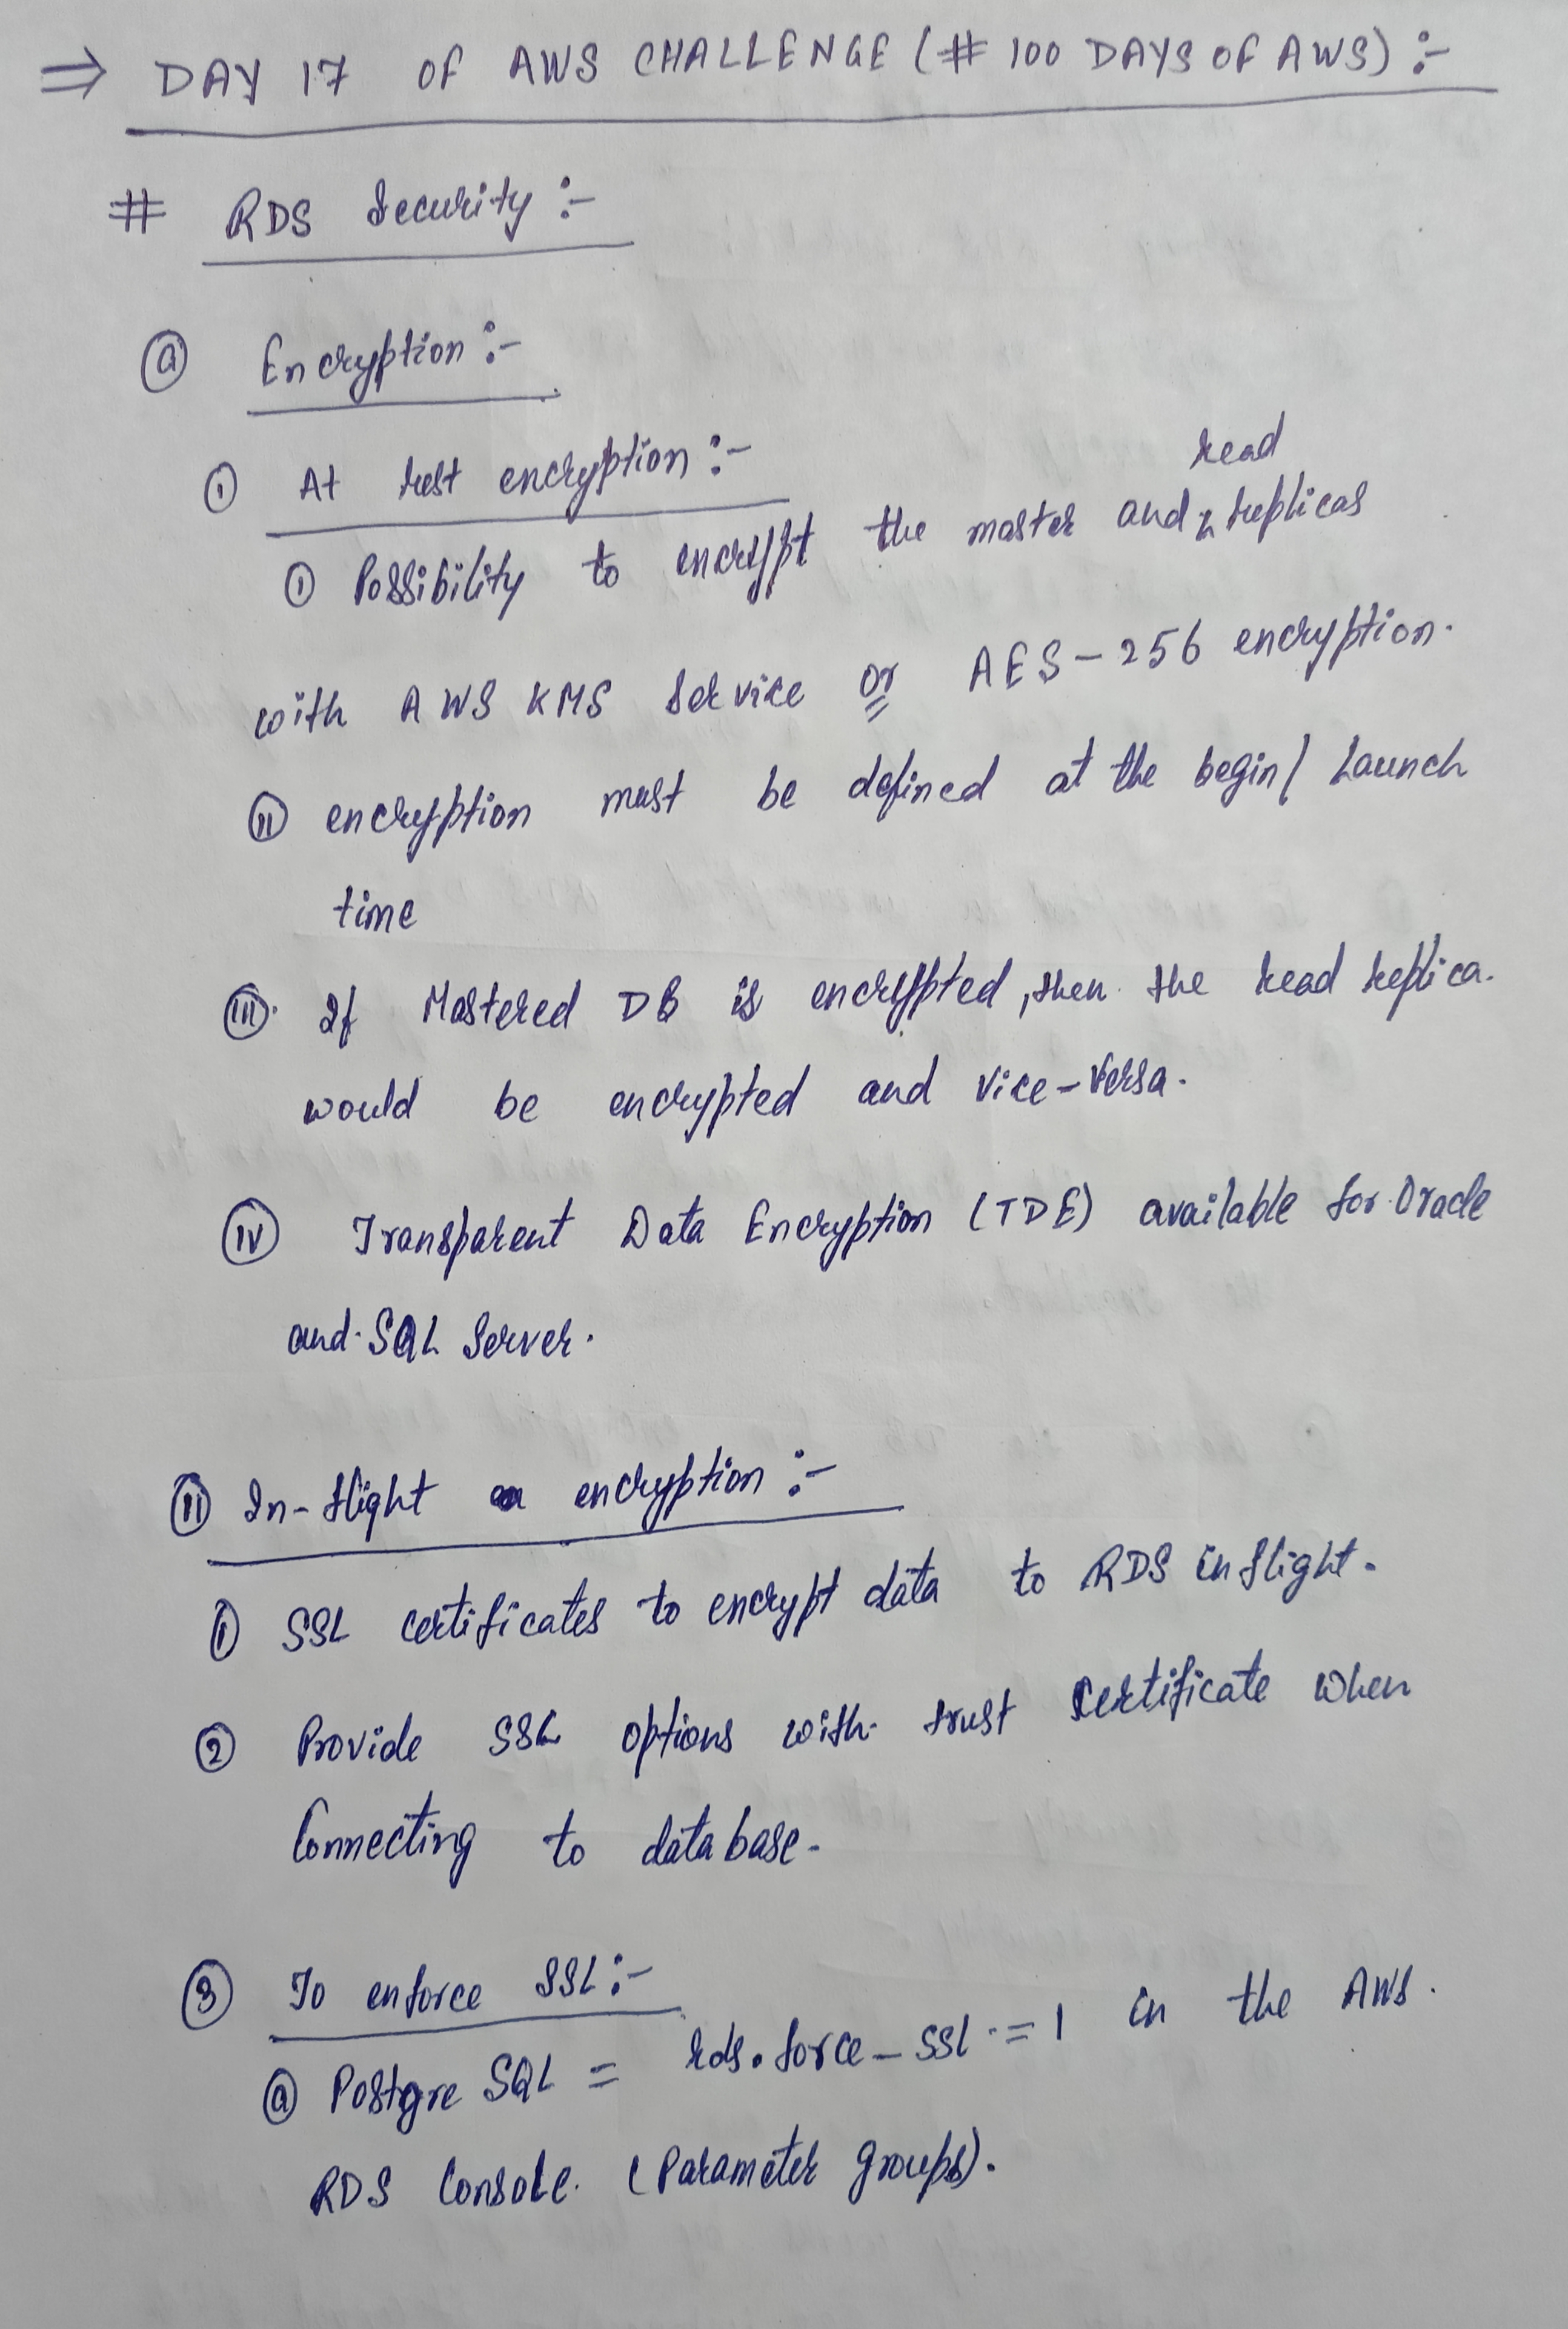 ⇒ DAY 17 OF AWS CHALLENGE (# 100 DAYS OF AWS) :-
# RDS Security :-
ⓐ Encryption :-
① At rest encryption :-
read
① Possibility to encrypt the master and replicas
with AWS KMS Service or AES-256 encryption.
ⓘⓘ encryption must be defined at the begin/ Launch
time
ⓘⓘⓘ. If Mastered DB is encrypted, then the read replica.
would be encrypted and vice-versa.
ⓘⓥ Transparent Data Encryption (TDE) available for Oracle
and SQL Server.
ⓘⓘ In-flight encryption :-
① SSL certificates to encrypt data to RDS in flight.
② Provide SSL options with trust certificate when
Connecting to database.
③ To enforce SSL :-
ⓐ Postgre SQL = rds.force_ssl = 1 in the AWS.
RDS Console. (Parameter groups).